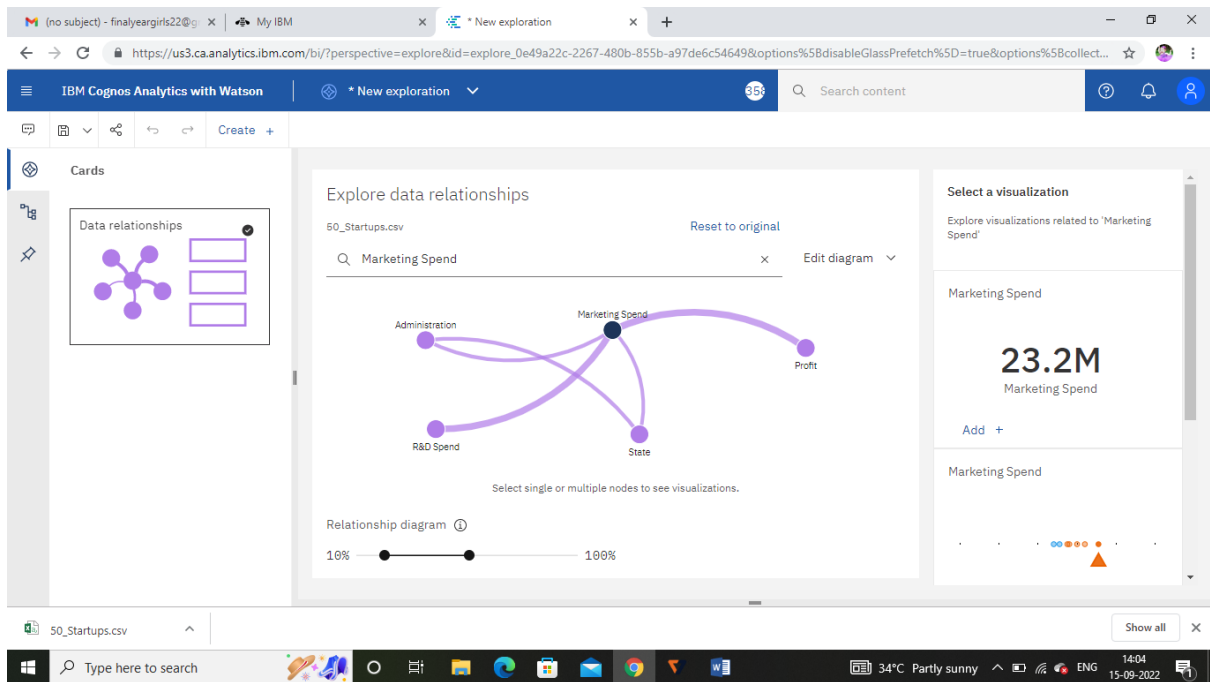 (no subject) - finalyeargirls22@g
My IBM
* New exploration
https://us3.ca.analytics.ibm.com/bi/?perspective=explore&id=explore_0e49a22c-2267-480b-855b-a97de6c54649&options%5BdisableGlassPrefetch%5D=true&options%5Bcollect...
IBM Cognos Analytics with Watson
* New exploration
358
Search content
Create +
Cards
Data relationships
Explore data relationships
50_Startups.csv
Reset to original
Marketing Spend
Edit diagram
Administration
Marketing Spend
Profit
R&D Spend
State
Select single or multiple nodes to see visualizations.
Relationship diagram
10%
100%
Select a visualization
Explore visualizations related to 'Marketing
Spend'
Marketing Spend
23.2M
Marketing Spend
Add +
Marketing Spend
50_Startups.csv
Show all
Type here to search
34°C Partly sunny
ENG
14:04
15-09-2022
1